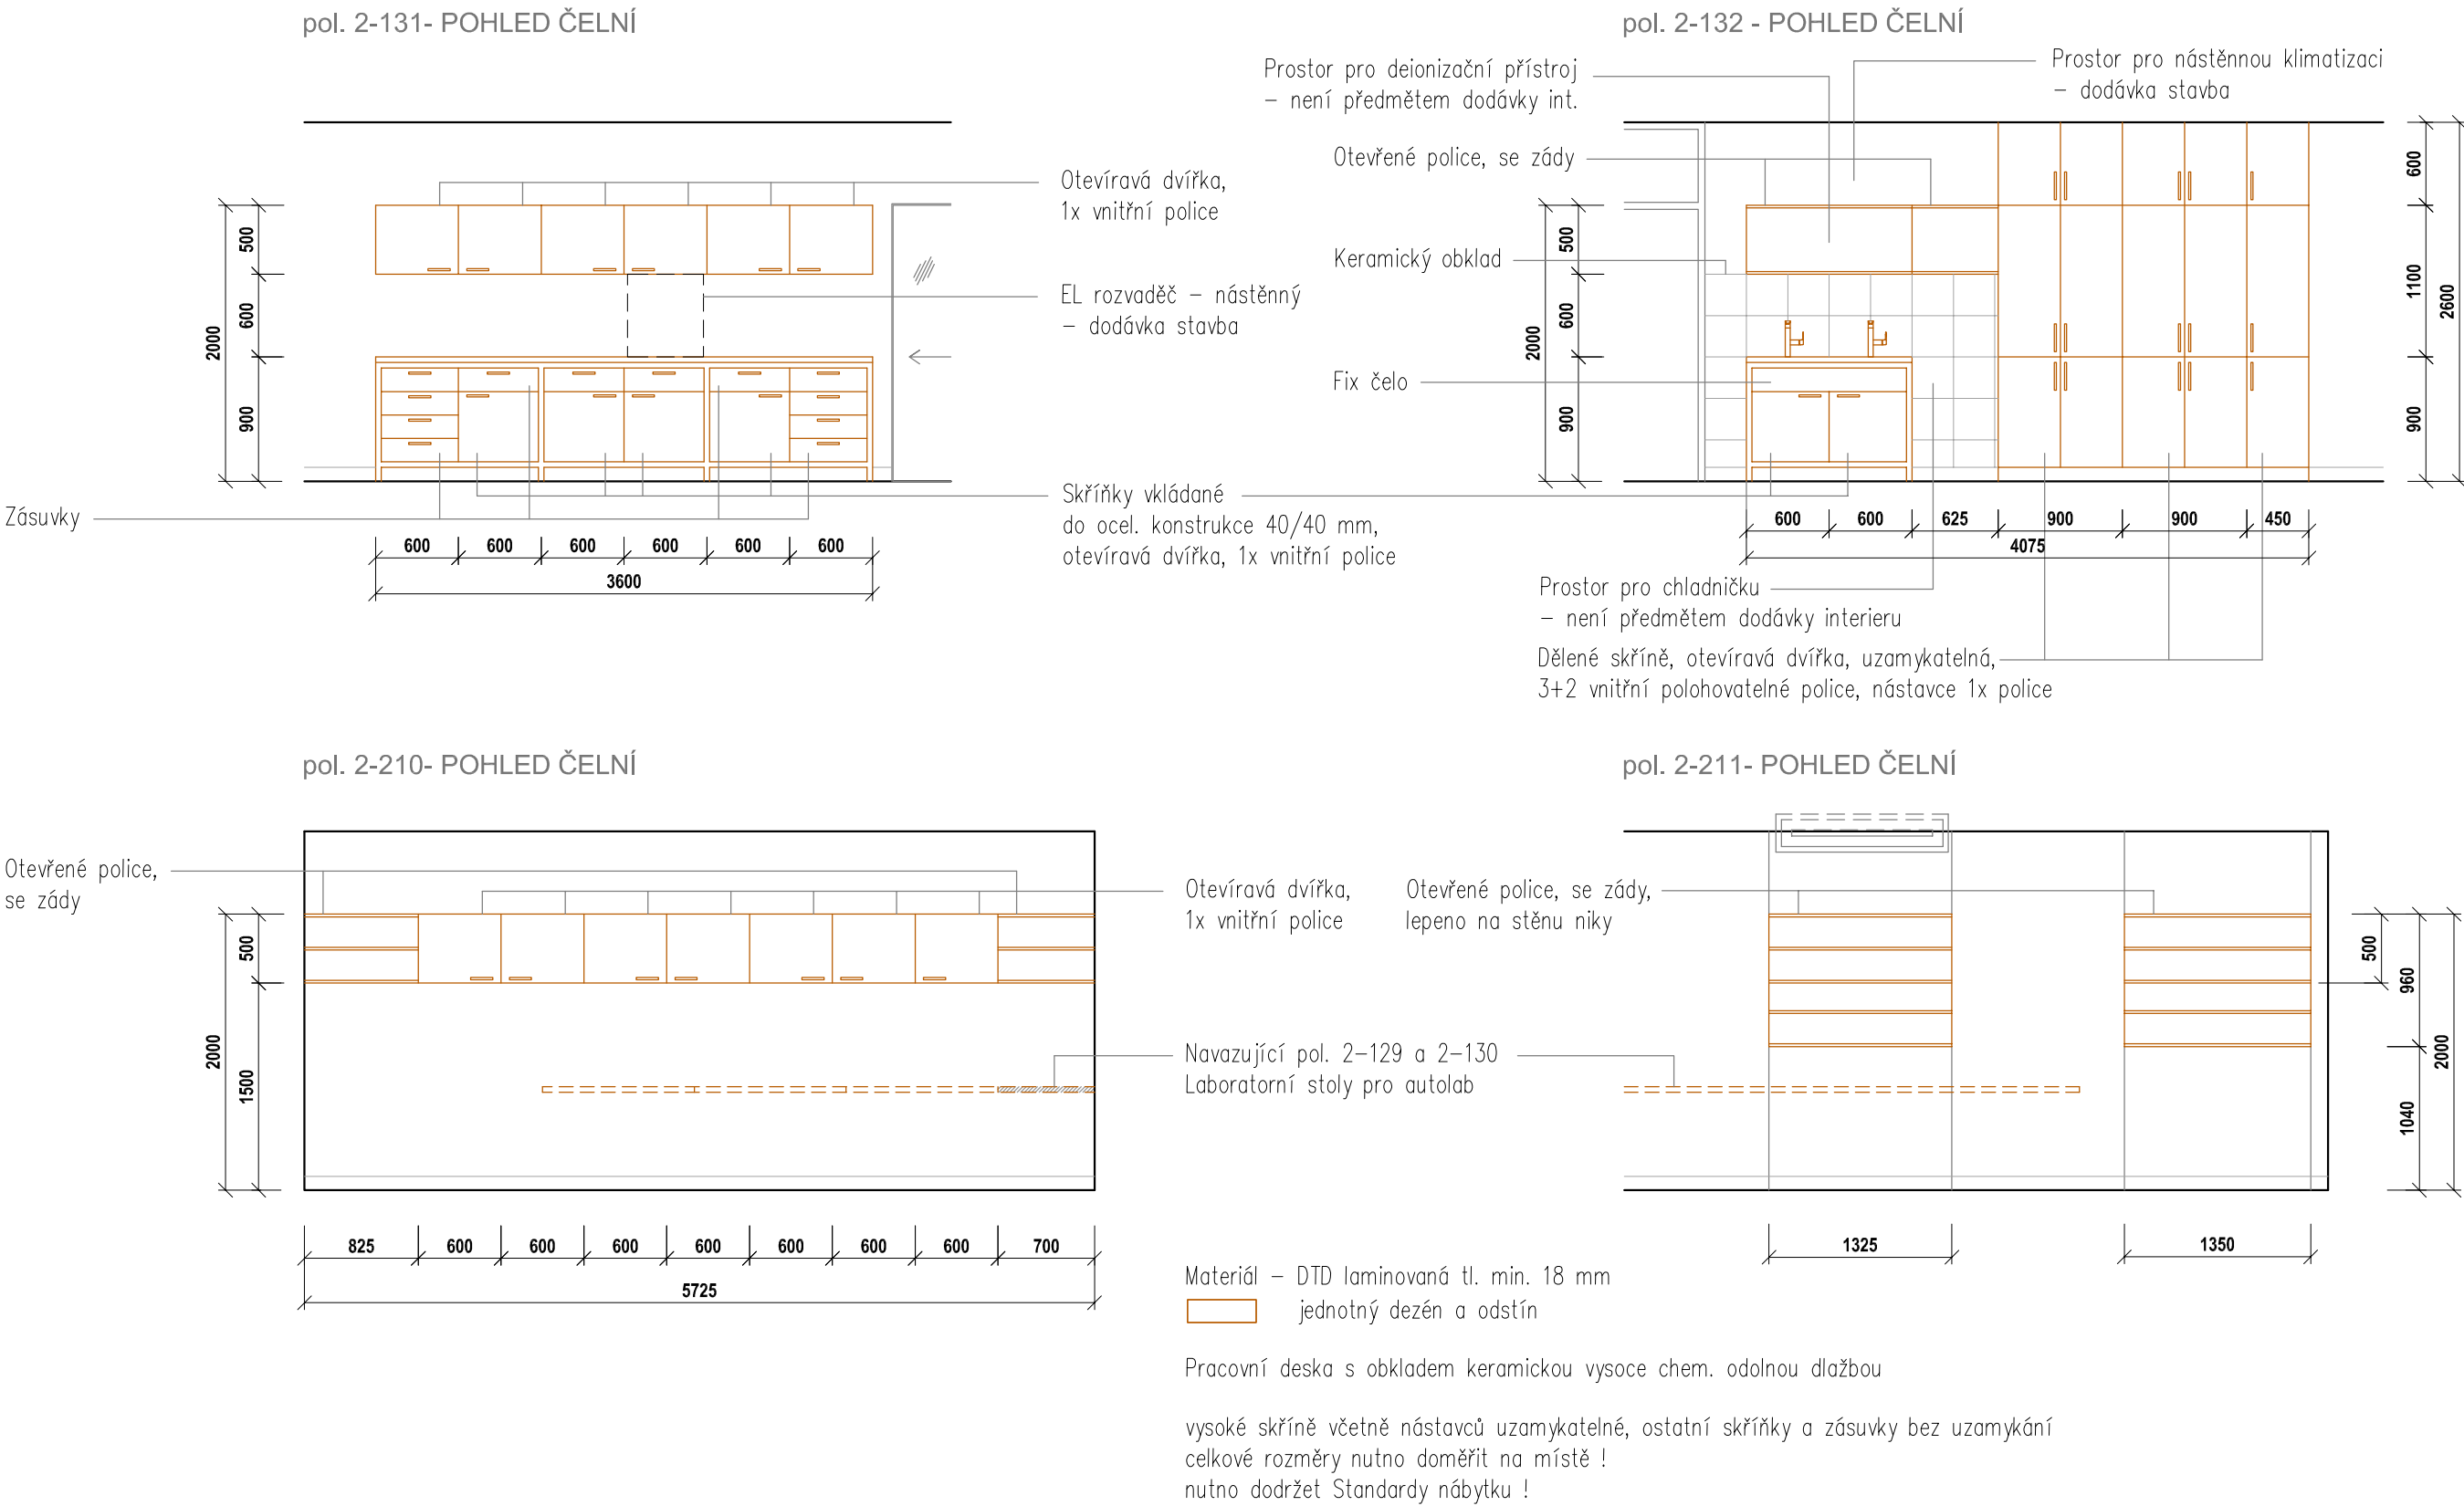 pol. 2-131- POHLED ČELNÍ
Otevíravá dvířka,
1x vnitřní police
EL rozvaděč – nástěnný
– dodávka stavba
Skříňky vkládané
do ocel. konstrukce 40/40 mm,
otevíravá dvířka, 1x vnitřní police
Zásuvky
2000
500
600
900
600
600
600
600
600
600
3600
pol. 2-132 - POHLED ČELNÍ
Prostor pro deionizační přístroj
– není předmětem dodávky int.
Prostor pro nástěnnou klimatizaci
– dodávka stavba
Otevřené police, se zády
Keramický obklad
Fix čelo
2000
500
600
900
600
1100
900
2600
600
600
625
900
900
450
4075
Prostor pro chladničku
– není předmětem dodávky interieru
Dělené skříně, otevíravá dvířka, uzamykatelná,
3+2 vnitřní polohovatelné police, nástavce 1x police
pol. 2-210- POHLED ČELNÍ
Otevřené police,
se zády
Otevíravá dvířka,
1x vnitřní police
Navazující pol. 2–129 a 2–130
Laboratorní stoly pro autolab
2000
500
1500
825
600
600
600
600
600
600
600
700
5725
pol. 2-211- POHLED ČELNÍ
Otevřené police, se zády,
lepeno na stěnu niky
500
960
1040
2000
1325
1350
Materiál – DTD laminovaná tl. min. 18 mm
jednotný dezén a odstín
Pracovní deska s obkladem keramickou vysoce chem. odolnou dlažbou
vysoké skříně včetně nástavců uzamykatelné, ostatní skříňky a zásuvky bez uzamykání
celkové rozměry nutno doměřit na místě !
nutno dodržet Standardy nábytku !